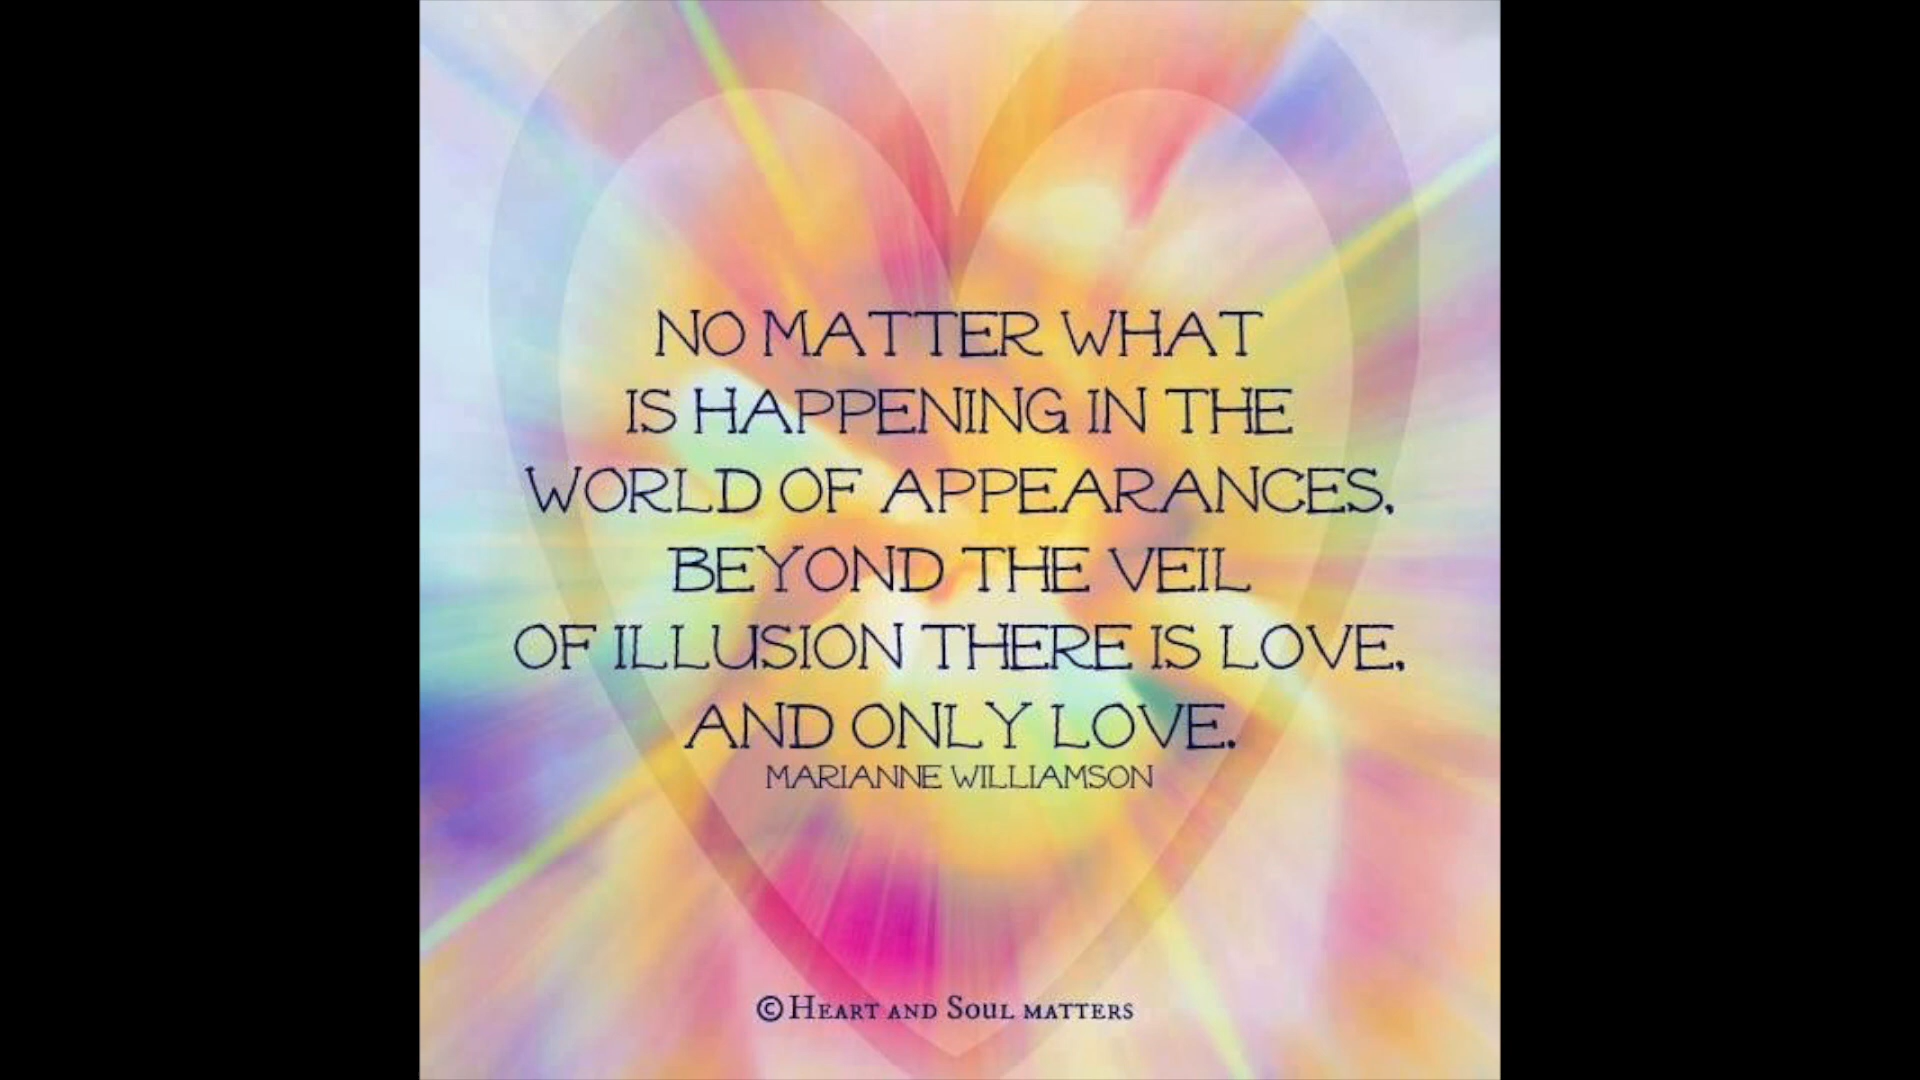 NO MATTER WHAT
IS HAPPENING IN THE
WORLD OF APPEARANCES,
BEYOND THE VEIL
OF ILLUSION THERE IS LOVE,
AND ONLY LOVE.
MARIANNE WILLIAMSON
© HEART AND SOUL MATTERS